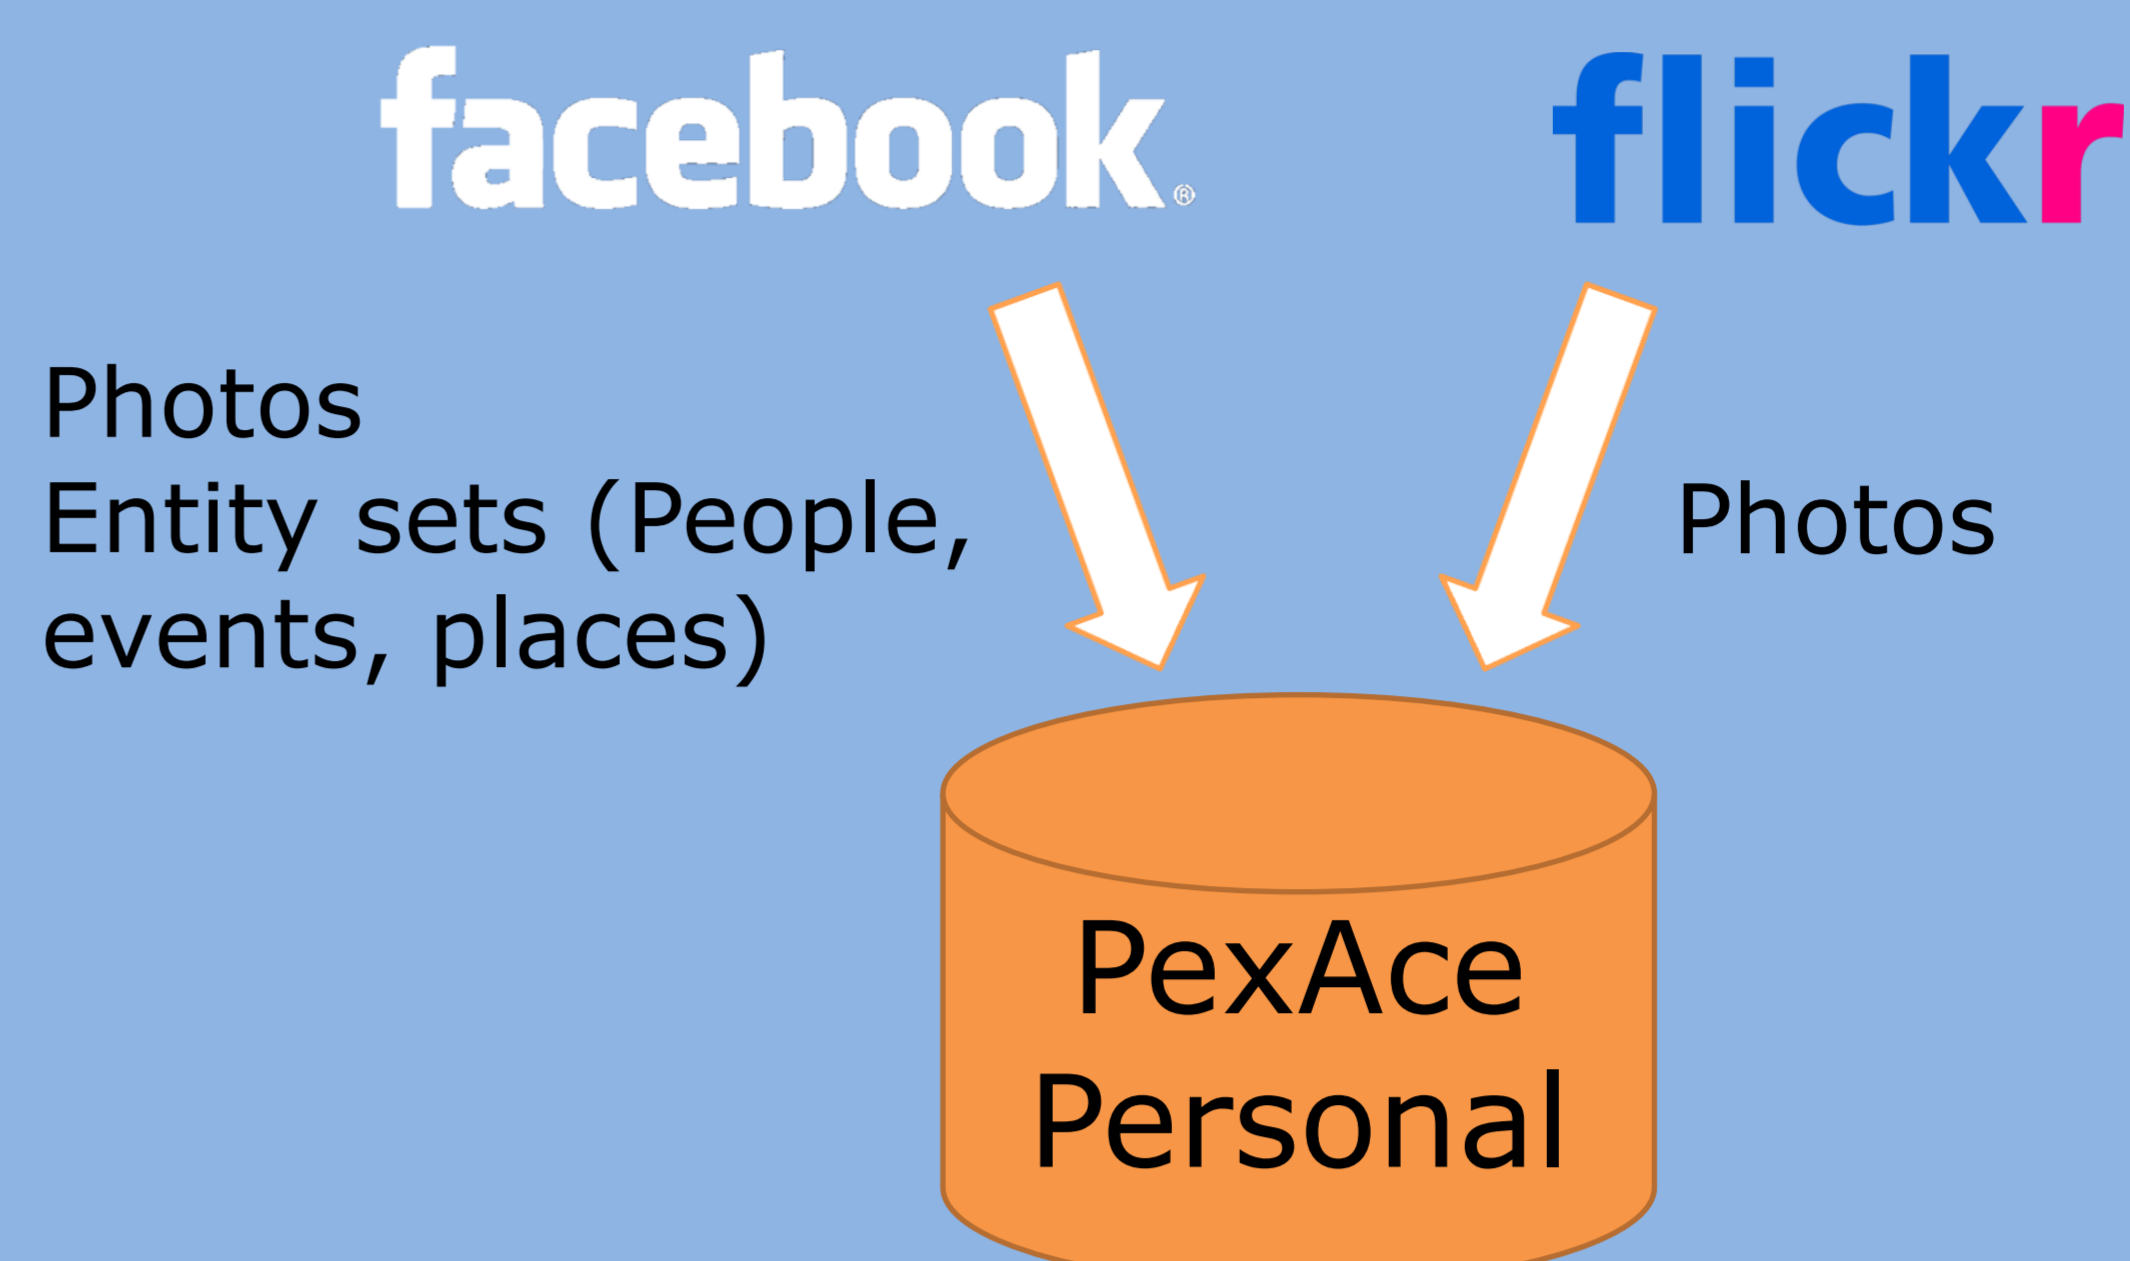 facebook®
flickr
Photos
Entity sets (People,
events, places)
Photos
PexAce
Personal